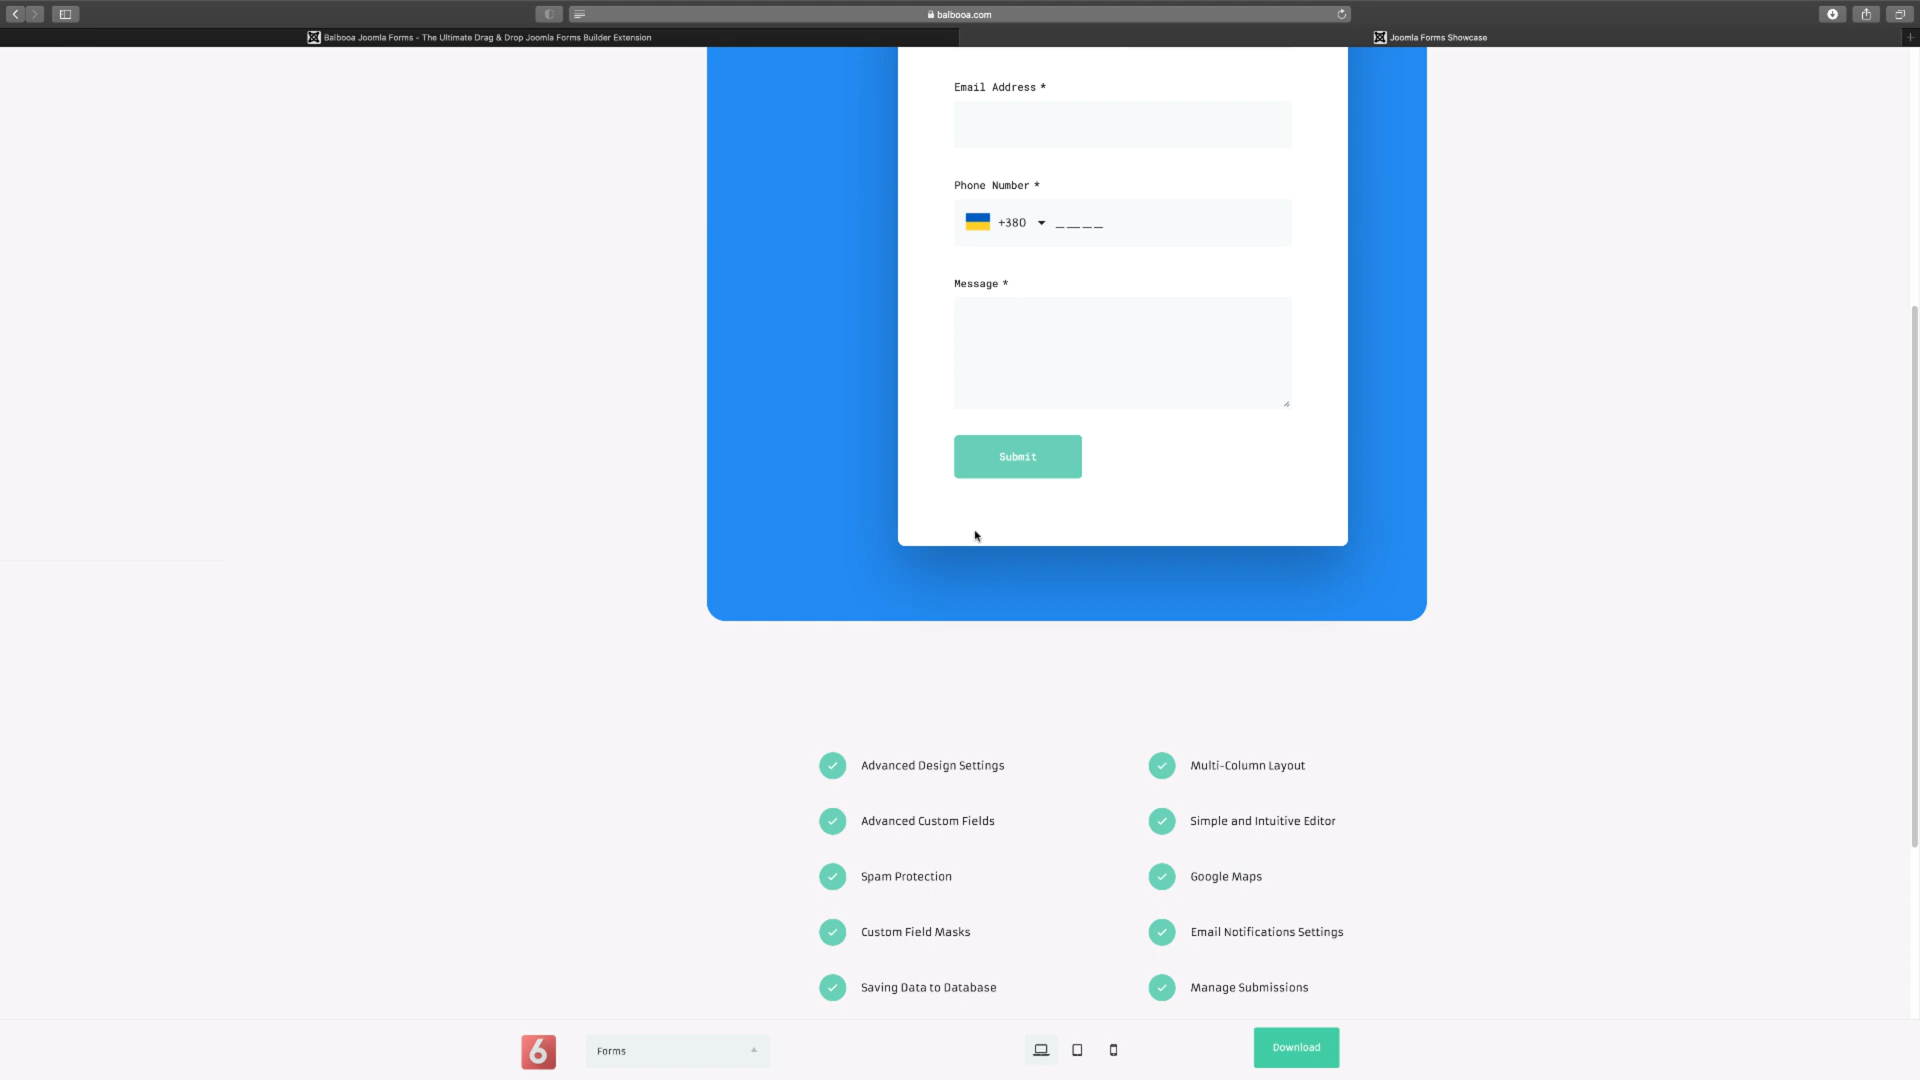 balbooa.com
Balbooa Joomla Forms - The Ultimate Drag & Drop Joomla Forms Builder Extension
Joomla Forms Showcase
Email Address *
Phone Number *
+380
Message *
Submit
Advanced Design Settings
Multi-Column Layout
Advanced Custom Fields
Simple and Intuitive Editor
Spam Protection
Google Maps
Custom Field Masks
Email Notifications Settings
Saving Data to Database
Manage Submissions
6
Forms
Download